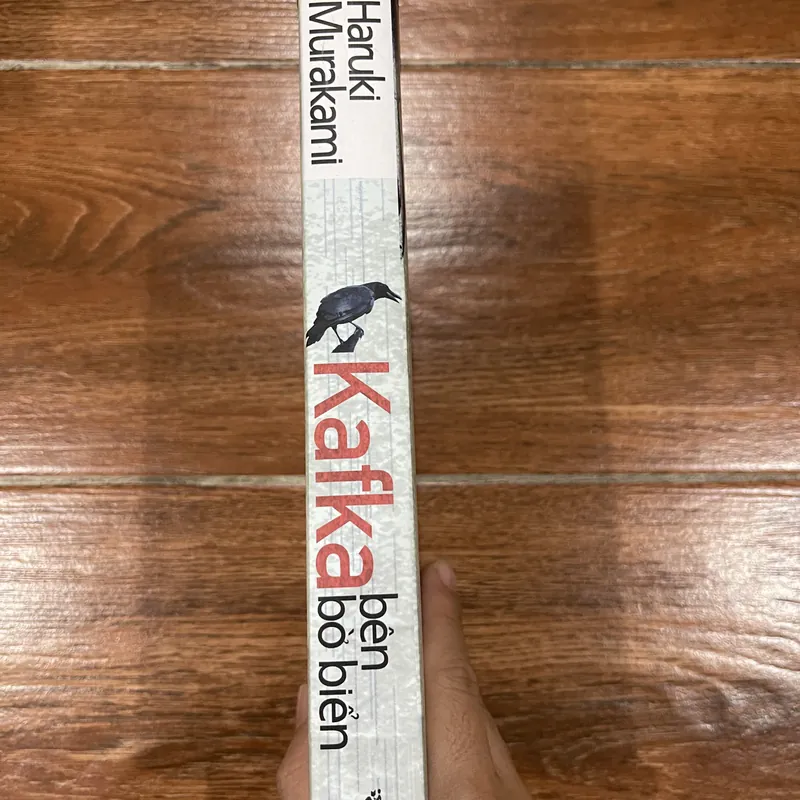 Haruki
Murakami
Kafka
bên
bờ biển